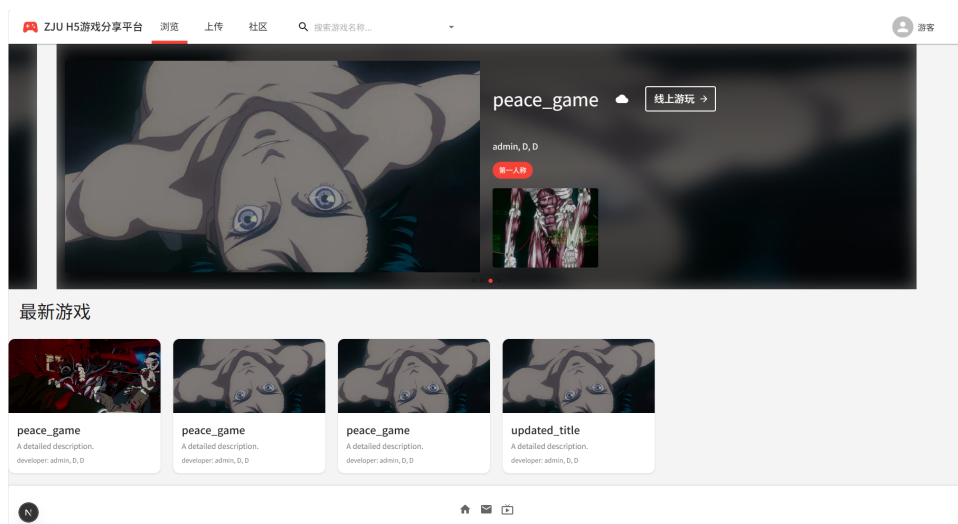 ZJU H5游戏分享平台 浏览 上传 社区 搜索游戏名称... 游客
peace_game 线上游玩
admin, D, D
第一人称
最新游戏
peace_game peace_game peace_game updated_title
A detailed description. A detailed description. A detailed description. A detailed description.
developer: admin, D, D developer: admin, D, D developer: admin, D, D developer: admin, D, D
N